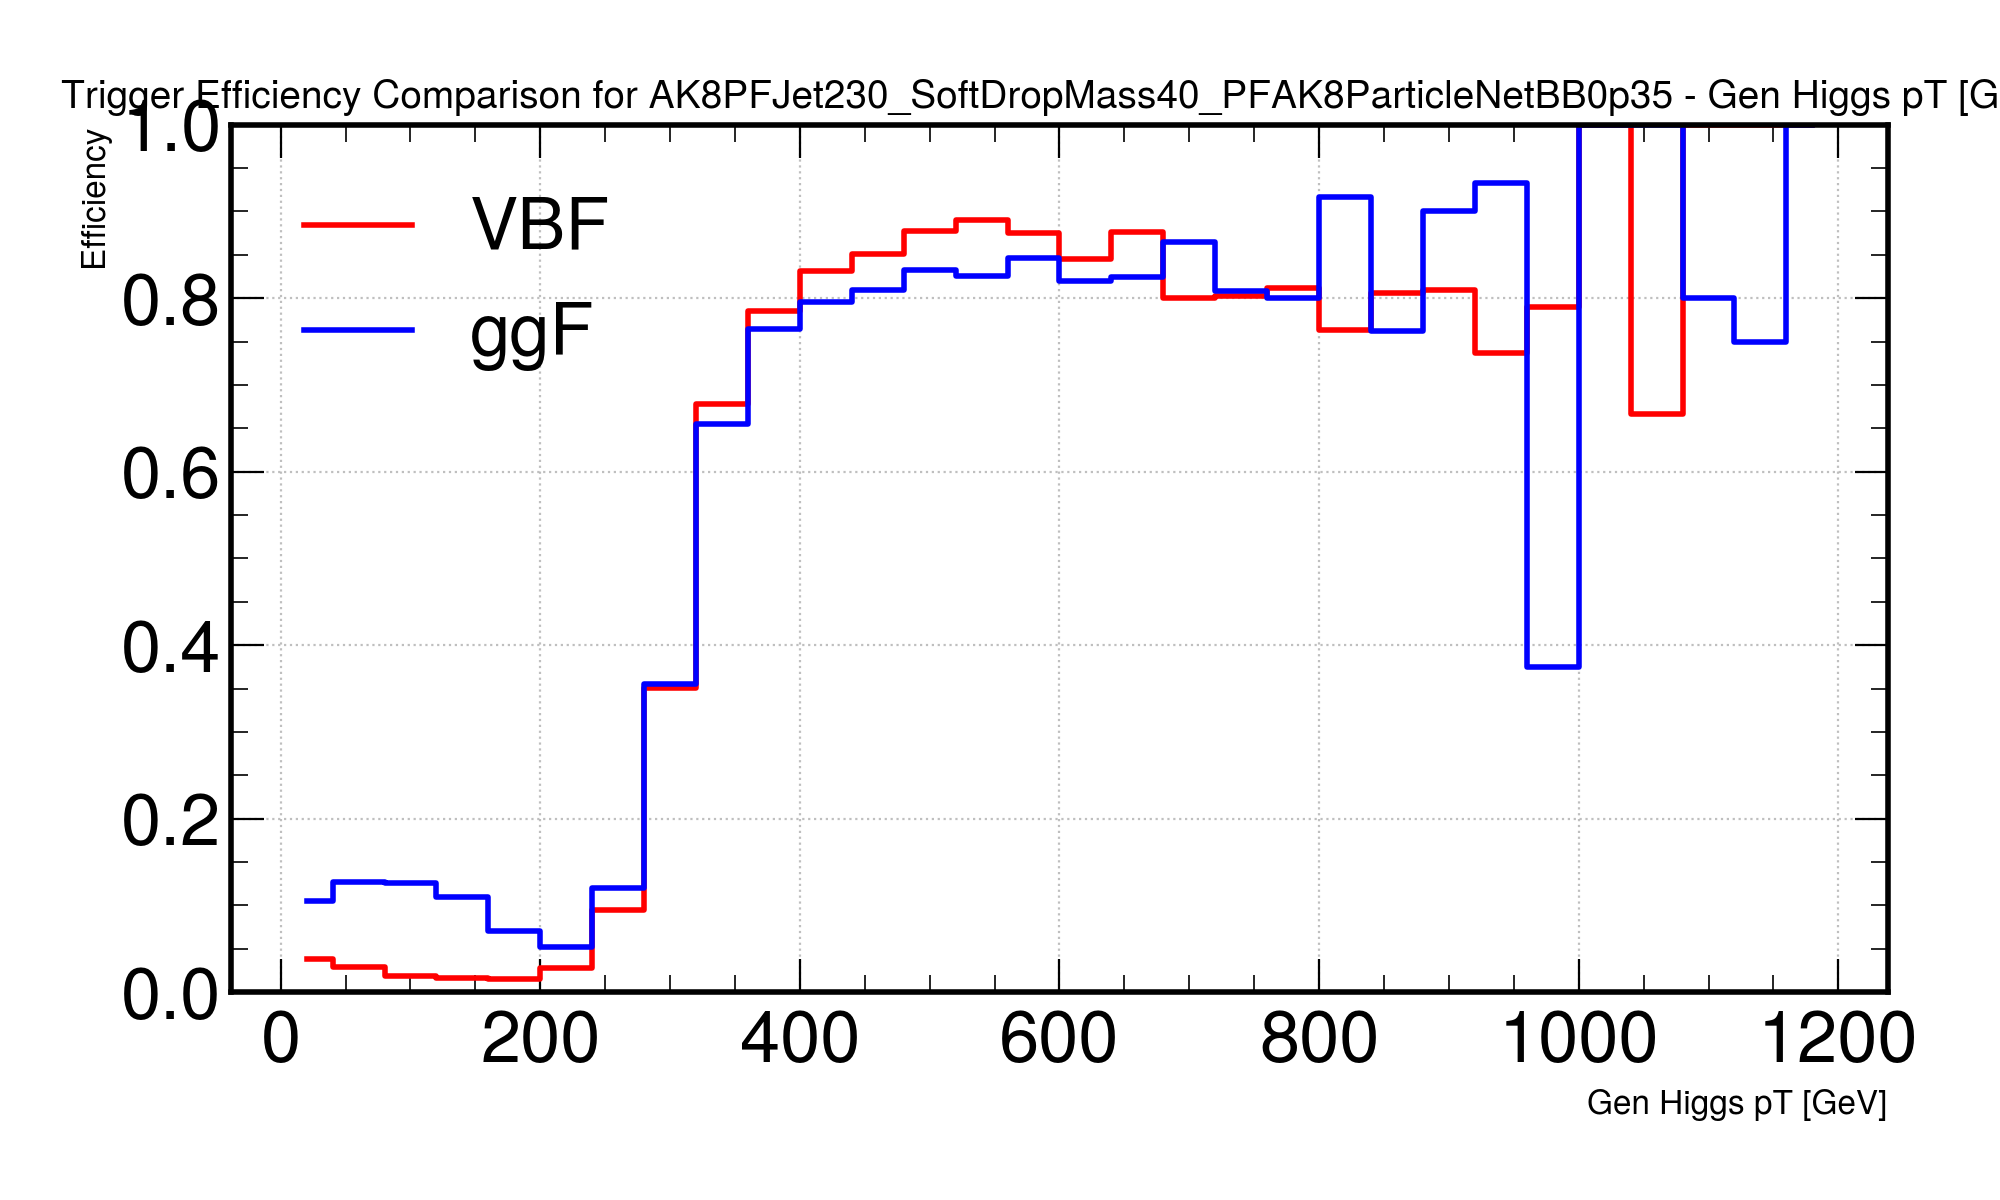 Trigger Efficiency Comparison for AK8PFJet230_SoftDropMass40_PFAK8ParticleNetBB0p35 - Gen Higgs pT [G
Efficiency
1.0
0.8
0.6
0.4
0.2
0.0
VBF
ggF
0 200 400 600 800 1000 1200
Gen Higgs pT [GeV]